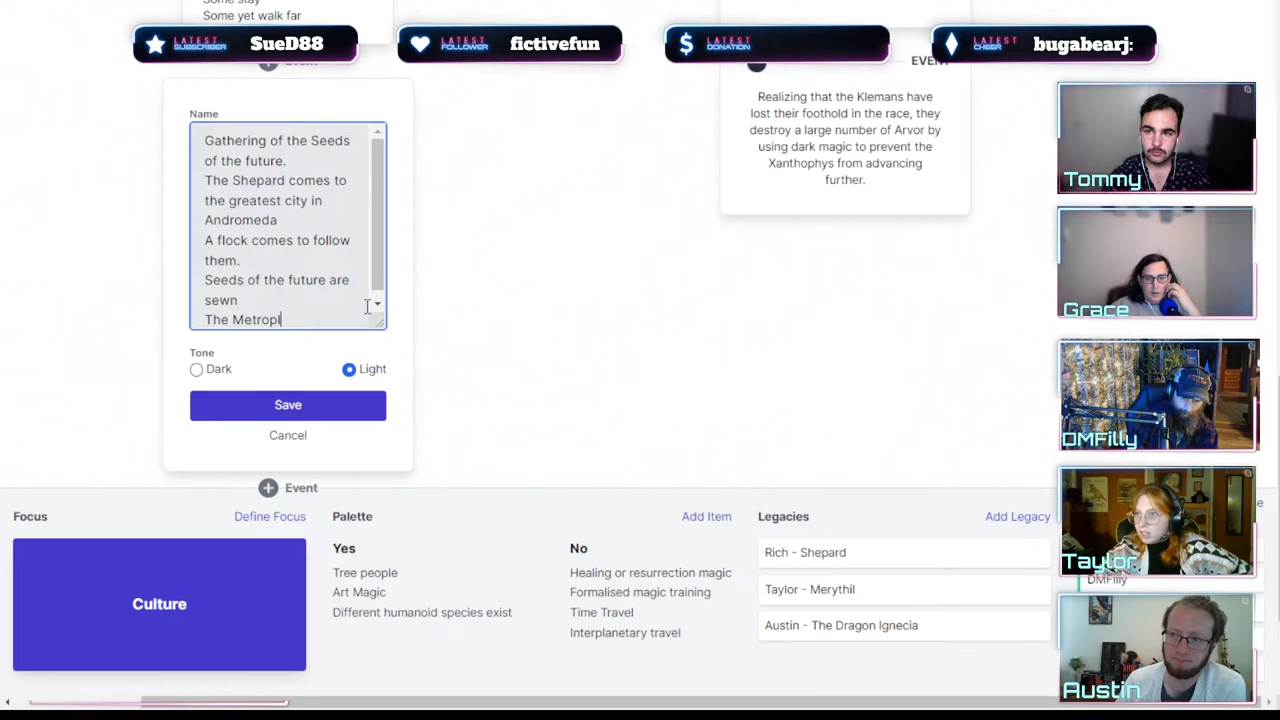 Some stay
Some yet walk far
LATEST SUBSCRIBER
SueD88
LATEST FOLLOWER
fictivefun
LATEST DONATION
LATEST CHEER
bugabearj:
Event
EVENT
Name
Gathering of the Seeds
of the future.
The Shepard comes to
the greatest city in
Andromeda
A flock comes to follow
them.
Seeds of the future are
sewn
The Metropl
Tone
Dark
Light
Save
Cancel
Event
Realizing that the Klemans have
lost their foothold in the race, they
destroy a large number of Arvor by
using dark magic to prevent the
Xanthophys from advancing
further.
Focus
Define Focus
Culture
Palette
Add Item
Yes
Tree people
Art Magic
Different humanoid species exist
No
Healing or resurrection magic
Formalised magic training
Time Travel
Interplanetary travel
Legacies
Add Legacy
Rich - Shepard
Taylor - Merythil
Austin - The Dragon Ignecia
Tommy
Grace
DMFilly
Taylor
DMFilly
Austin